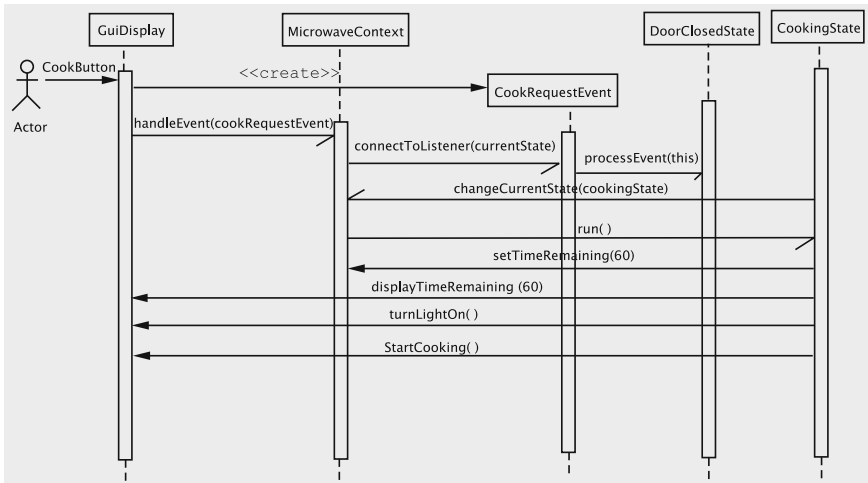 GuiDisplay
MicrowaveContext
DoorClosedState
CookingState
CookButton
<<create>>
CookRequestEvent
Actor
handleEvent(cookRequestEvent)
connectToListener(currentState)
processEvent(this)
changeCurrentState(cookingState)
run( )
setTimeRemaining(60)
displayTimeRemaining (60)
turnLightOn( )
StartCooking( )